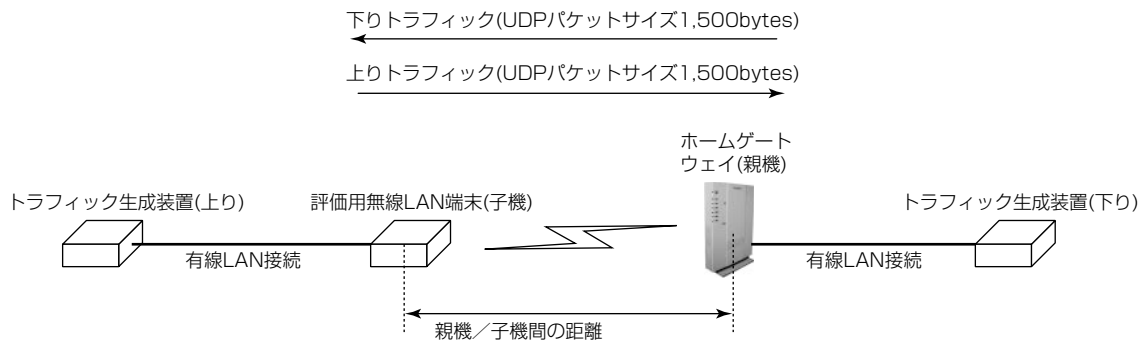 下りトラフィック(UDPパケットサイズ1,500bytes)
上りトラフィック(UDPパケットサイズ1,500bytes)
ホームゲート
ウェイ(親機)
トラフィック生成装置(上り)
評価用無線LAN端末(子機)
トラフィック生成装置(下り)
有線LAN接続
有線LAN接続
親機／子機間の距離